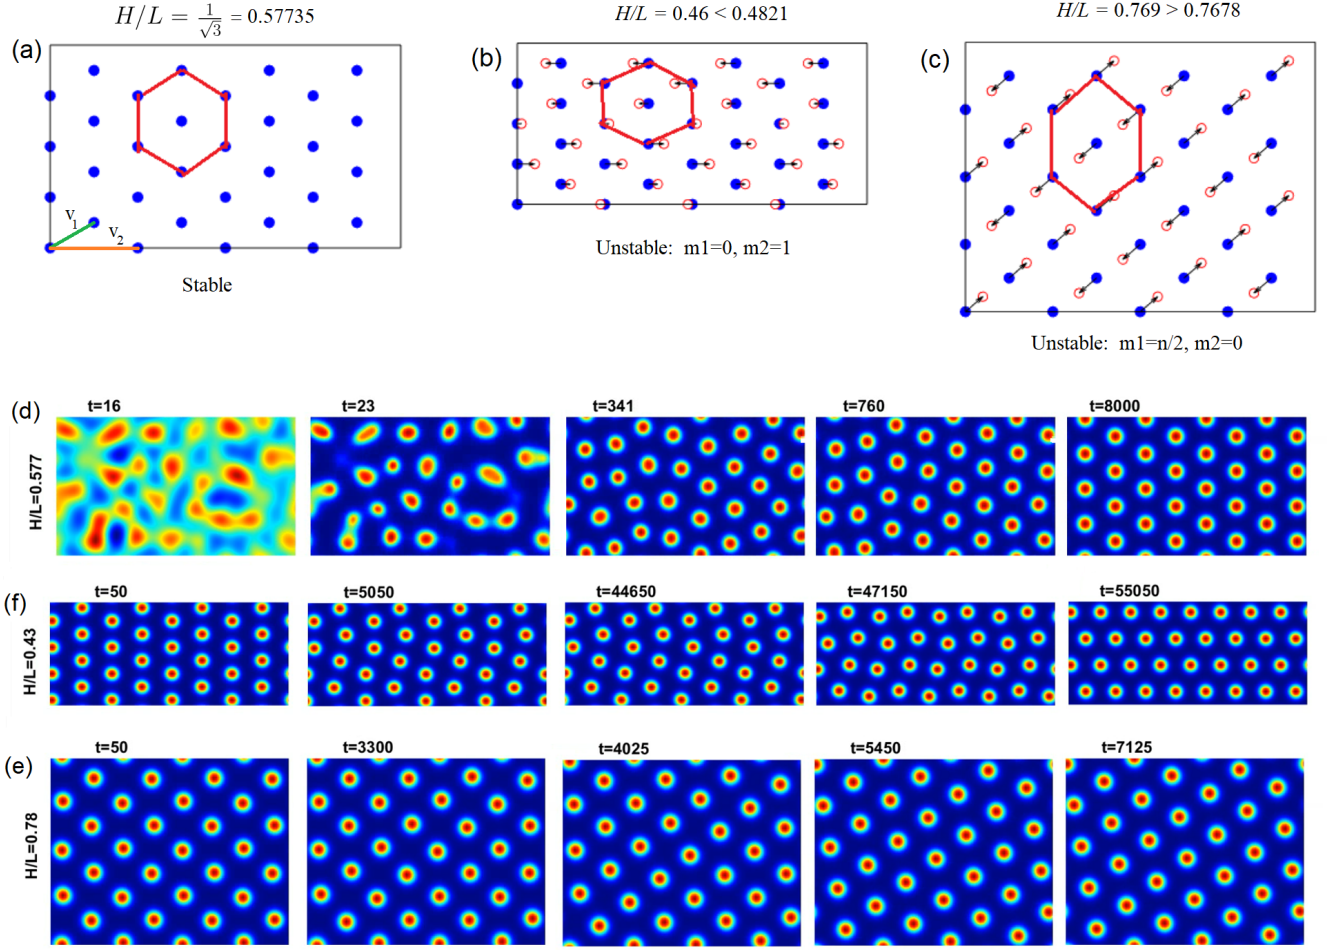 H/L = 1/√3 = 0.57735
H/L = 0.46 < 0.4821
H/L = 0.769 > 0.7678
(a)
(b)
(c)
v1
v2
Stable
Unstable: m1=0, m2=1
Unstable: m1=n/2, m2=0
(d)
t=16
t=23
t=341
t=760
t=8000
H/L=0.577
(f)
t=50
t=5050
t=44650
t=47150
t=55050
H/L=0.43
(e)
t=50
t=3300
t=4025
t=5450
t=7125
H/L=0.78